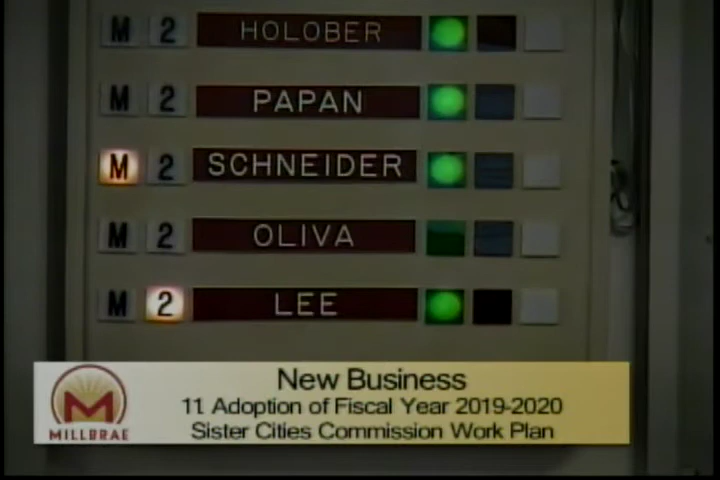 M 2 HOLOBER
M 2 PAPAN
M 2 SCHNEIDER
M 2 OLIVA
M 2 LEE
New Business
11 Adoption of Fiscal Year 2019-2020
Sister Cities Commission Work Plan
M
MILLBRAE